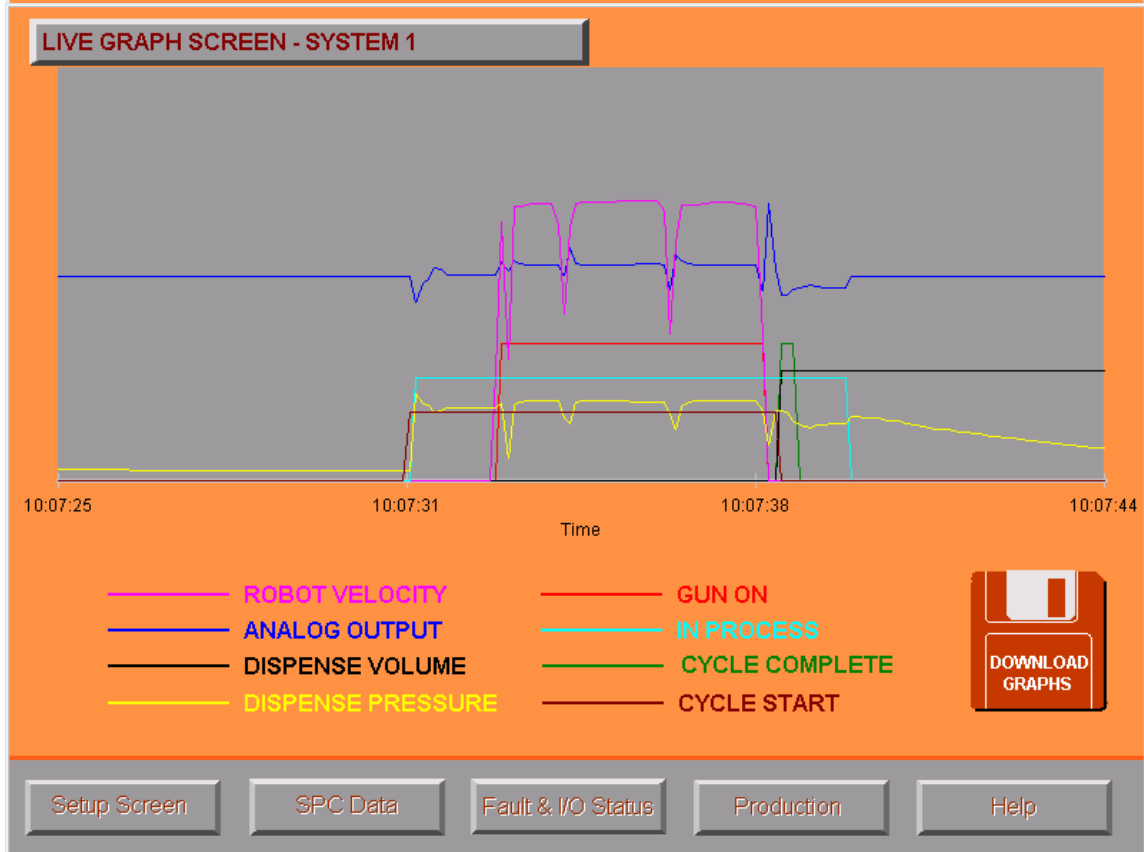 LIVE GRAPH SCREEN - SYSTEM 1
10:07:25 10:07:31 10:07:38 10:07:44
Time
ROBOT VELOCITY GUN ON
ANALOG OUTPUT IN PROCESS
DISPENSE VOLUME CYCLE COMPLETE
DISPENSE PRESSURE CYCLE START
DOWNLOAD
GRAPHS
Setup Screen SPC Data Fault & I/O Status Production Help